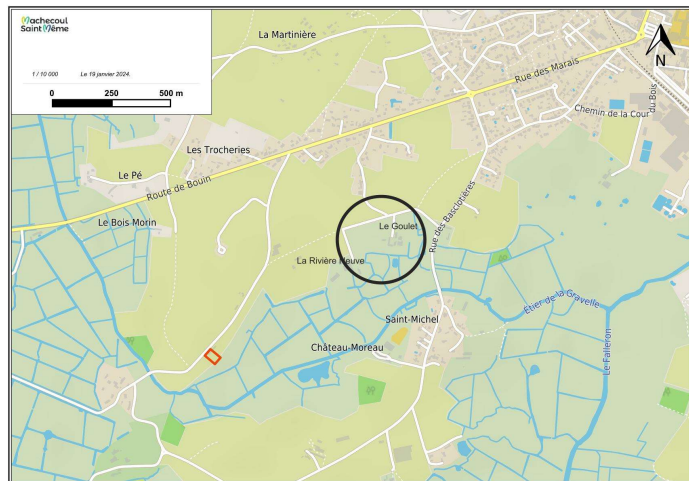 Machecoul
Saint Même
1 / 10 000 Le 19 janvier 2024
0 250 500 m
N
La Martinière
Rue des Marais
Chemin de la Cour
du Bois
Les Trocheries
Le Pé
Route de Bouin
Le Bois-Morin
Rue des Basclotières
Le Goulet
La Rivière Neuve
Étier de la Gravelle
Saint-Michel
Château-Moreau
Le Falleron